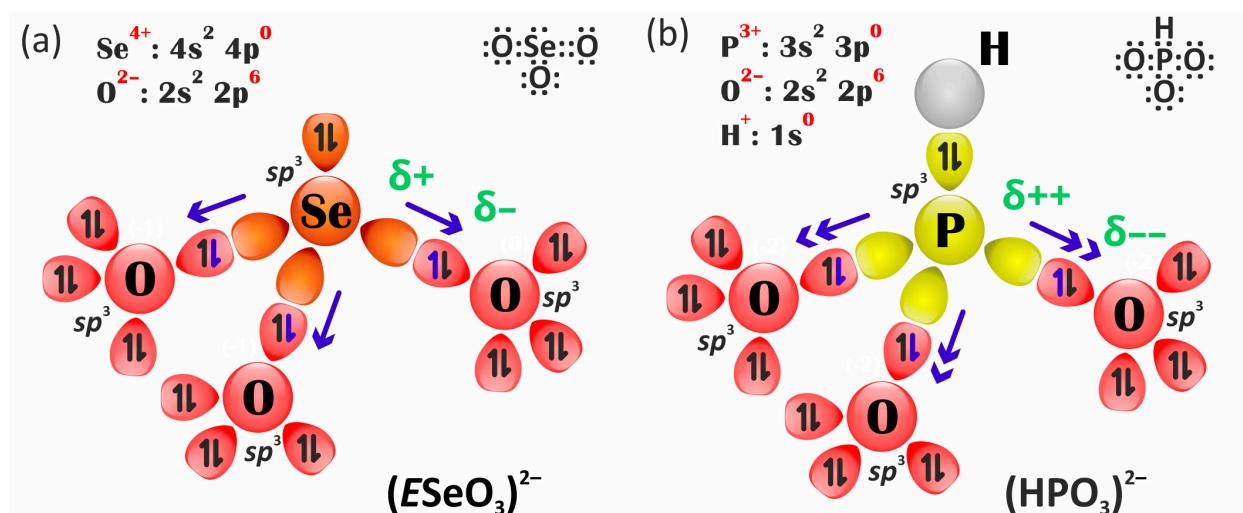 (a)
Se⁴⁺: 4s² 4p⁰
O²⁻: 2s² 2p⁶
:Ö:Se::O
:O:
sp³
Se
δ+
δ−
(-1)
(0)
O
sp³
O
sp³
(-1)
O
sp³
(ESeO₃)²⁻
(b)
P³⁺: 3s² 3p⁰
O²⁻: 2s² 2p⁶
H⁺: 1s⁰
H
H
:O:P:O:
:O:
sp³
P
δ++
δ−−
(-2)
(-2)
O
sp³
O
sp³
(-2)
O
sp³
(HPO₃)²⁻